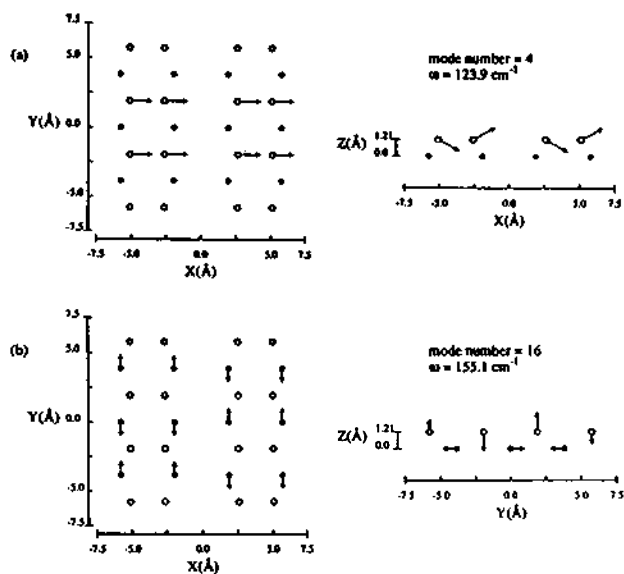 (a)
7.5
5.0
Y(Å) 0.0
-5.0
-7.5
-7.5 -5.0 0.0 5.0 7.5
X(Å)
mode number = 4
ω = 123.9 cm⁻¹
Z(Å) 1.21
0.0
-7.5 -5.0 0.0 5.0 7.5
X(Å)
(b)
7.5
5.0
Y(Å) 0.0
-5.0
-7.5
-7.5 -5.0 0.0 5.0 7.5
X(Å)
mode number = 16
ω = 155.1 cm⁻¹
Z(Å) 1.21
0.0
-7.5 -5.0 0.0 5.0 7.5
Y(Å)